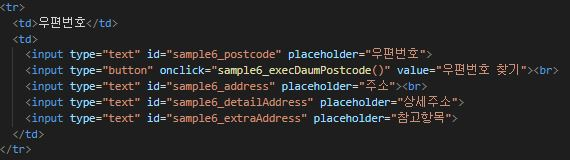 <tr>
<td>우편번호</td>
<td>
<input type="text" id="sample6_postcode" placeholder="우편번호">
<input type="button" onclick="sample6_execDaumPostcode()" value="우편번호 찾기"><br>
<input type="text" id="sample6_address" placeholder="주소"><br>
<input type="text" id="sample6_detailAddress" placeholder="상세주소">
<input type="text" id="sample6_extraAddress" placeholder="참고항목">
</td>
</tr>